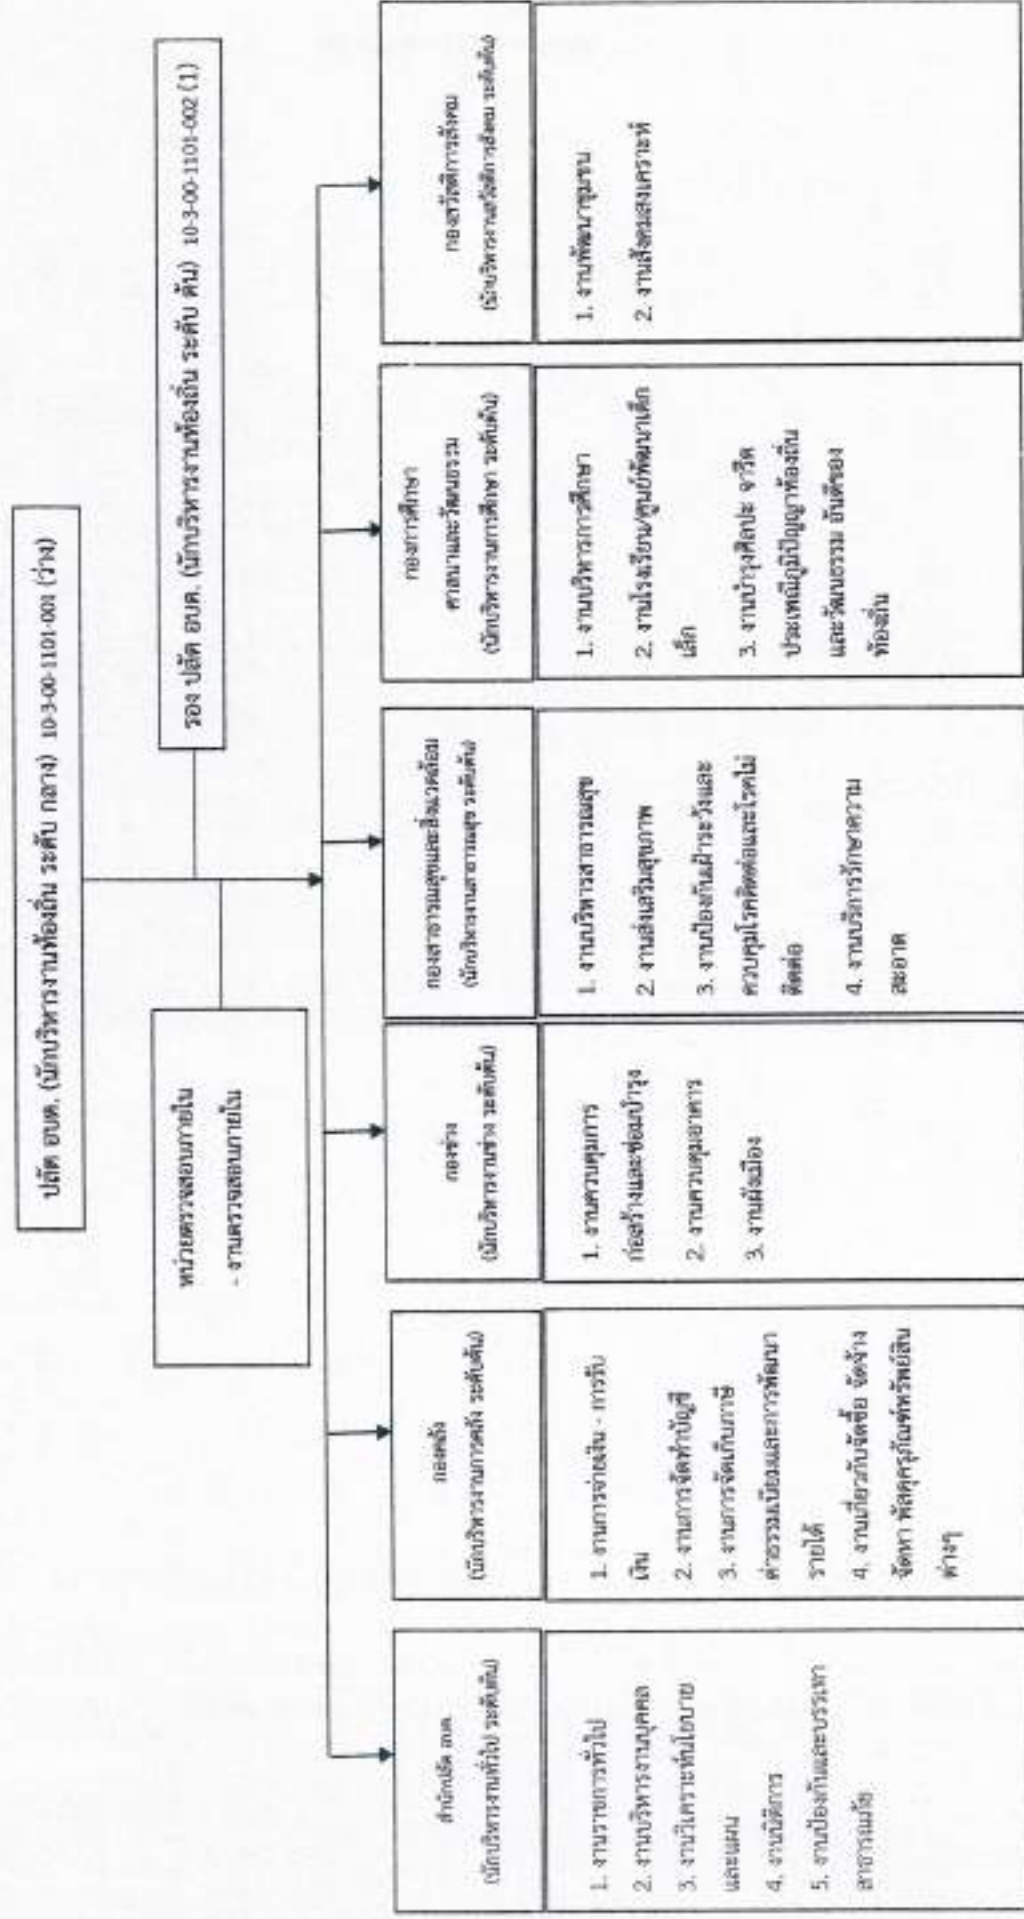 ปลัด อบต. (นักบริหารงานท้องถิ่น ระดับ กลาง) 10-3-00-1101-001 (ว่าง)
รอง ปลัด อบต. (นักบริหารงานท้องถิ่น ระดับ ต้น) 10-3-00-1101-002 (1)
หน่วยตรวจสอบภายใน
- งานตรวจสอบภายใน
สำนักปลัด อบต.
(นักบริหารงานทั่วไป ระดับต้น)
1. งานราชการทั่วไป
2. งานบริหารงานบุคคล
3. งานวิเคราะห์นโยบาย
และแผน
4. งานนิติการ
5. งานป้องกันและบรรเทา
สาธารณภัย
กองคลัง
(นักบริหารงานการคลัง ระดับต้น)
1. งานการจ่ายเงิน - การรับ
เงิน
2. งานการจัดทำบัญชี
3. งานการจัดเก็บภาษี
ค่าธรรมเนียมและการพัฒนา
รายได้
4. งานเกี่ยวกับจัดซื้อ จัดจ้าง
จัดหา พัสดุครุภัณฑ์ทรัพย์สิน
ต่างๆ
กองช่าง
(นักบริหารงานช่าง ระดับต้น)
1. งานควบคุมการ
ก่อสร้างและซ่อมบำรุง
2. งานควบคุมอาคาร
3. งานผังเมือง
กองสาธารณสุขและสิ่งแวดล้อม
(นักบริหารงานสาธารณสุข ระดับต้น)
1. งานบริหารสาธารณสุข
2. งานส่งเสริมสุขภาพ
3. งานป้องกันเฝ้าระวังและ
ควบคุมโรคติดต่อและโรคไม่
ติดต่อ
4. งานบริการรักษาความ
สะอาด
กองการศึกษา
ศาสนาและวัฒนธรรม
(นักบริหารงานการศึกษา ระดับต้น)
1. งานบริหารการศึกษา
2. งานโรงเรียน/ศูนย์พัฒนาเด็ก
เล็ก
3. งานบำรุงศิลปะ จารีต
ประเพณีภูมิปัญญาท้องถิ่น
และวัฒนธรรม อันดีของ
ท้องถิ่น
กองสวัสดิการสังคม
(นักบริหารงานสวัสดิการสังคม ระดับต้น)
1. งานพัฒนาชุมชน
2. งานสังคมสงเคราะห์